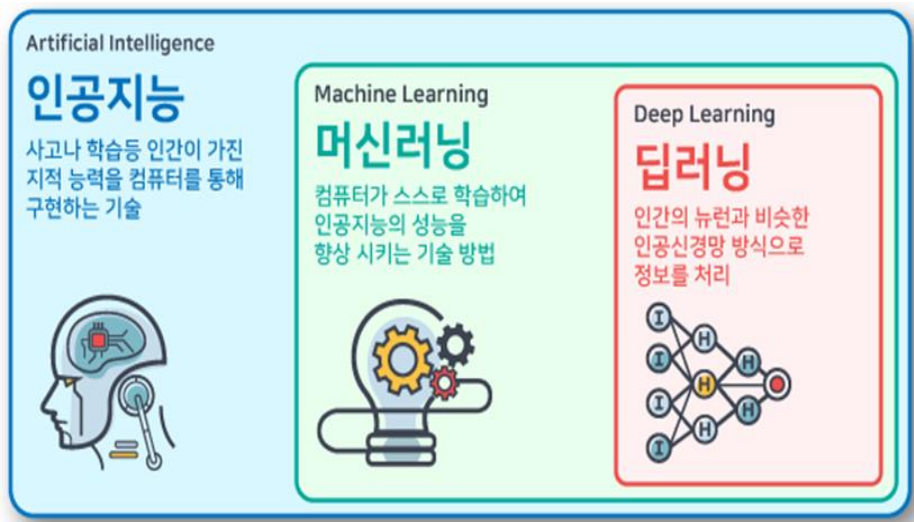 Artificial Intelligence
인공지능
사고나 학습등 인간이 가진
지적 능력을 컴퓨터를 통해
구현하는 기술
Machine Learning
머신러닝
컴퓨터가 스스로 학습하여
인공지능의 성능을
향상 시키는 기술 방법
Deep Learning
딥러닝
인간의 뉴런과 비슷한
인공신경망 방식으로
정보를 처리
I
H
I
H
H
I
H
H
I